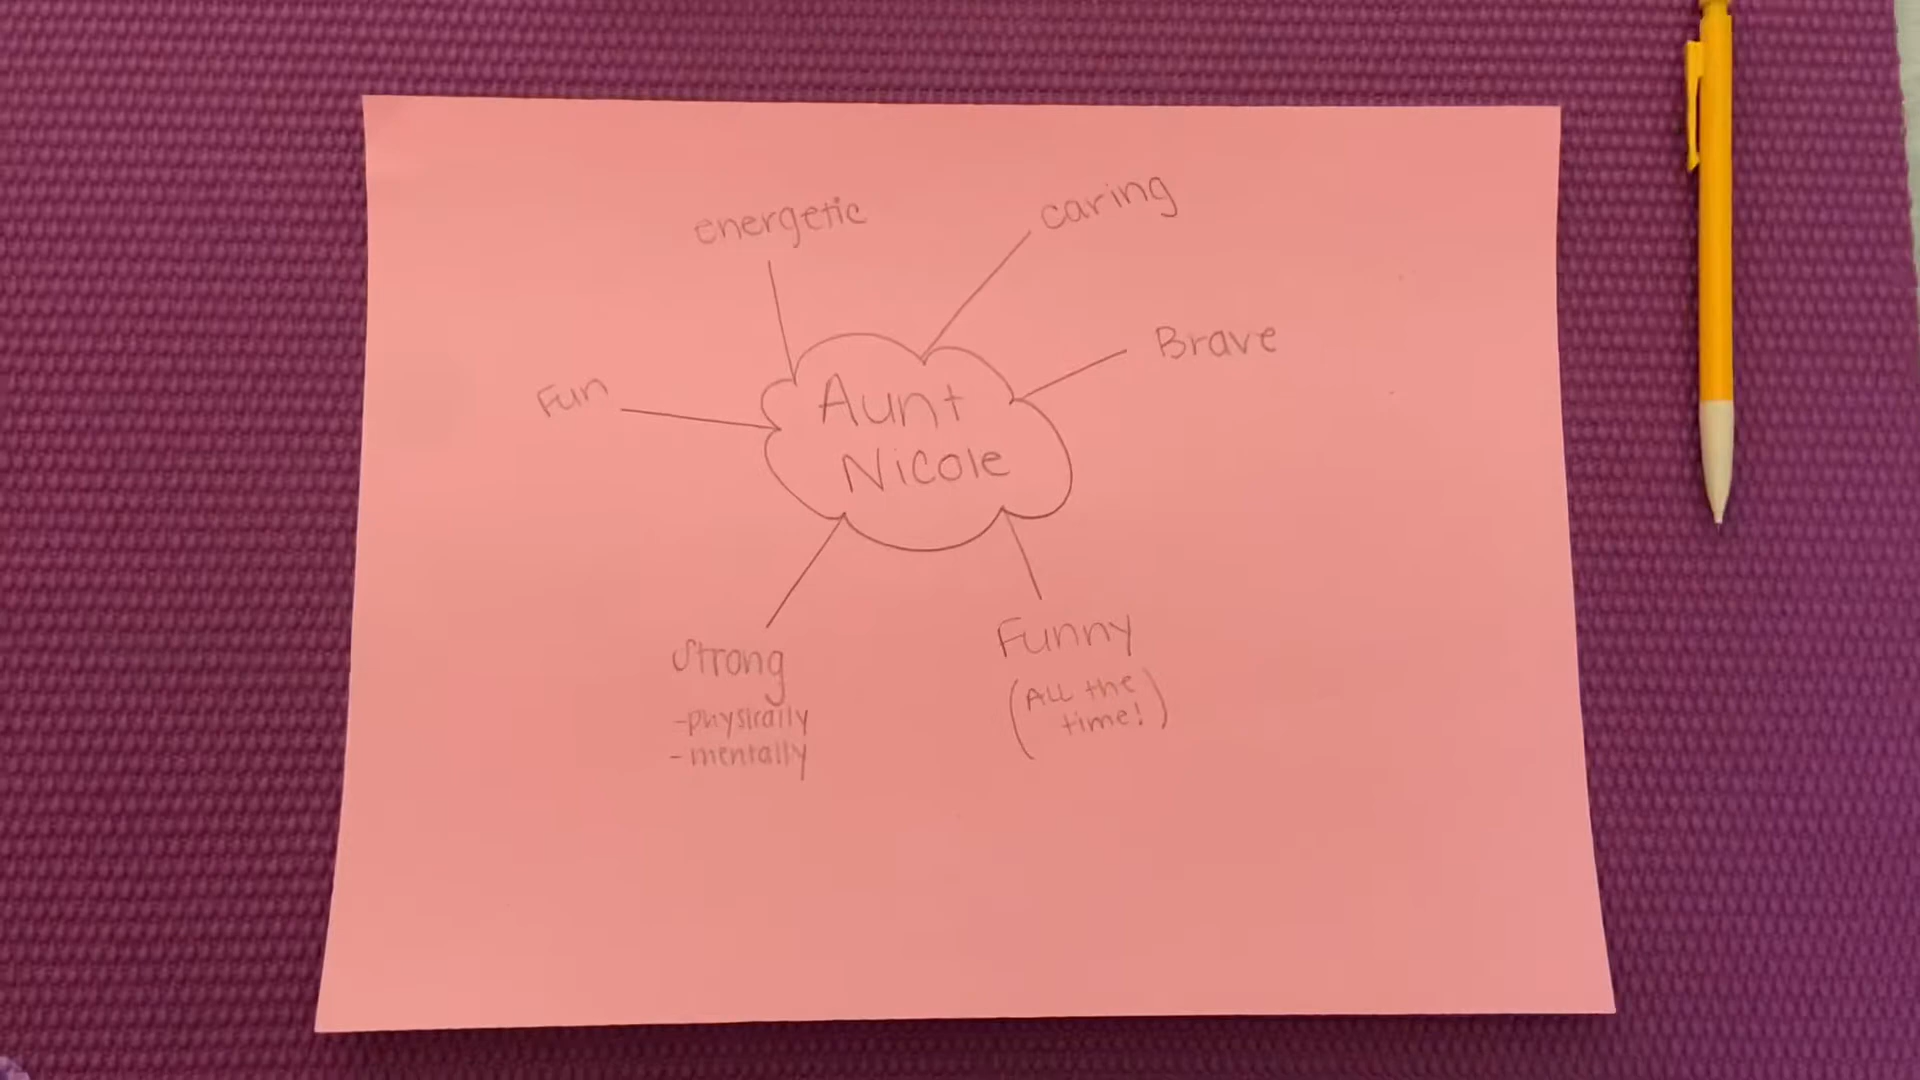 energetic
caring
Brave
Fun
Aunt
Nicole
Strong
-physically
-mentally
Funny
(ALL the
time!)